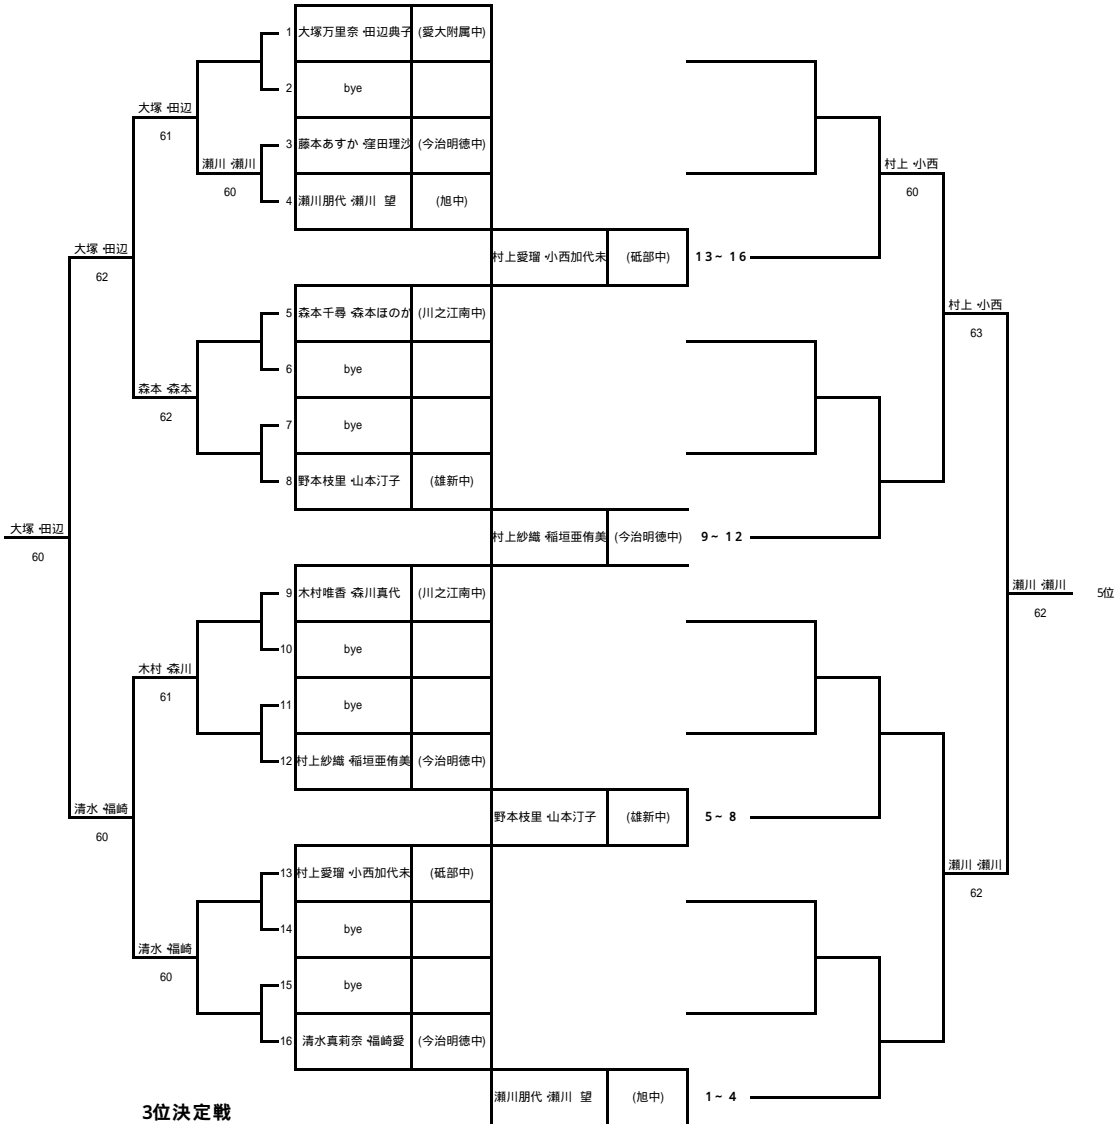 1 大塚万里奈・田辺典子 (愛大附属中)
2 bye
大塚・田辺
61
3 藤本あすか・窪田理沙 (今治明徳中)
瀬川・瀬川
村上・小西
60
60
4 瀬川朋代・瀬川 望 (旭中)
大塚・田辺
村上愛瑠・小西加代未 (砥部中) 13~16
62
村上・小西
5 森本千尋・森本ほのか (川之江南中)
63
6 bye
森本・森本
62
7 bye
8 野本枝里・山本汀子 (雄新中)
大塚・田辺
村上紗織・稲垣亜侑美 (今治明徳中) 9~12
60
瀬川・瀬川
9 木村唯香・森川真代 (川之江南中)
5位
62
10 bye
木村・森川
61
11 bye
12 村上紗織・稲垣亜侑美 (今治明徳中)
清水・福崎
野本枝里・山本汀子 (雄新中) 5~8
60
瀬川・瀬川
13 村上愛瑠・小西加代未 (砥部中)
62
14 bye
清水・福崎
60
15 bye
16 清水真莉奈・福崎愛 (今治明徳中)
瀬川朋代・瀬川 望 (旭中) 1~4
3位決定戦